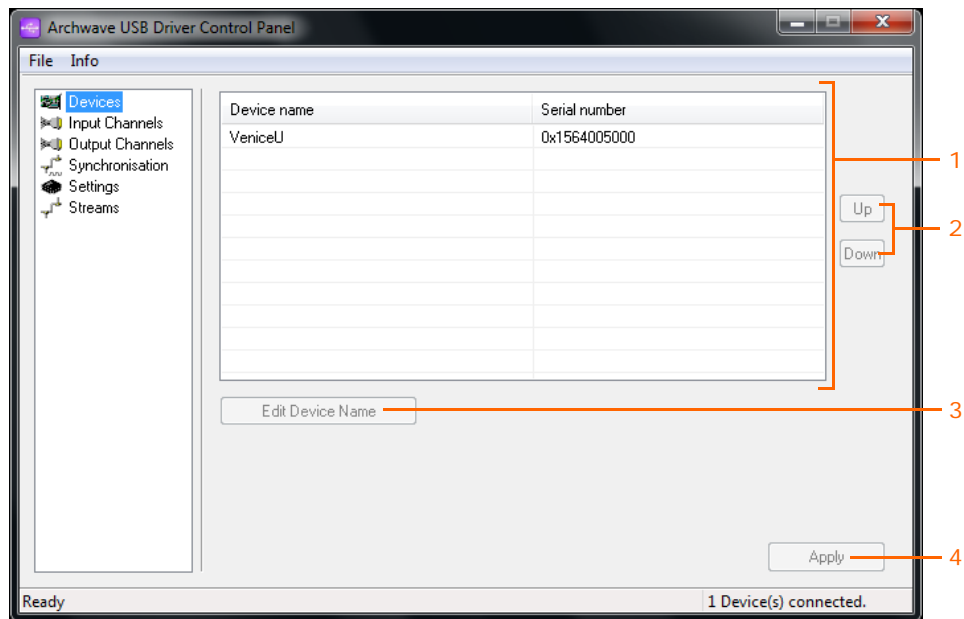 Archwave USB Driver Control Panel
File Info
Devices
Input Channels
Output Channels
Synchronisation
Settings
Streams
Device name Serial number
VeniceU 0x1564005000
1
Up
2
Down
Edit Device Name
3
Apply
4
Ready 1 Device(s) connected.